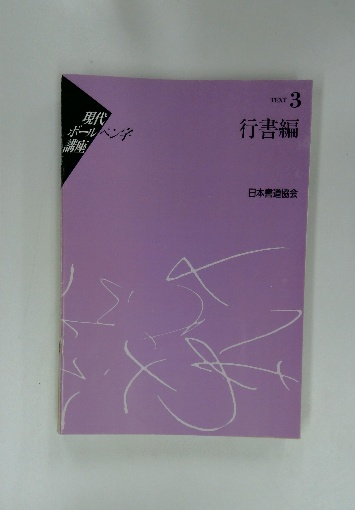 現代
ボールペン字
講座
TEXT 3
行書編
日本書道協会